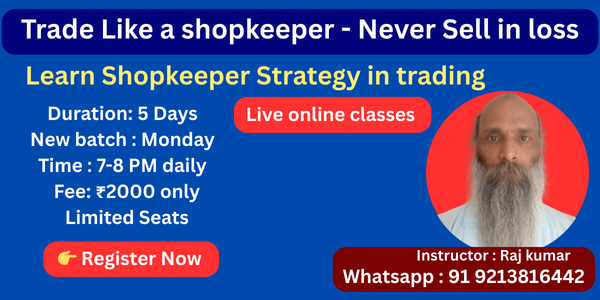 Trade Like a shopkeeper - Never Sell in loss
Learn Shopkeeper Strategy in trading
Duration: 5 Days
New batch : Monday
Time : 7-8 PM daily
Fee: ₹2000 only
Limited Seats
👉 Register Now
Live online classes
Instructor : Raj kumar
Whatsapp : 91 9213816442